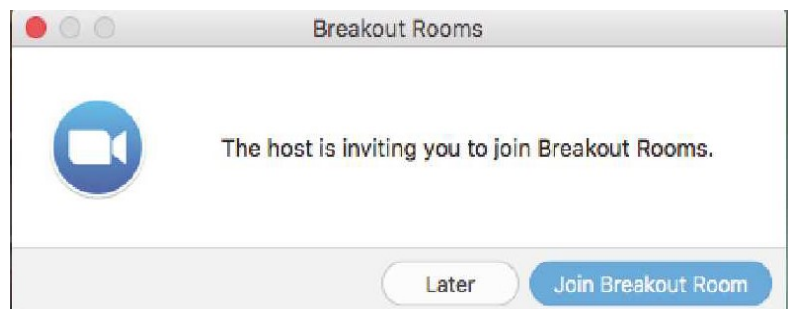 Breakout Rooms
The host is inviting you to join Breakout Rooms.
Later
Join Breakout Room